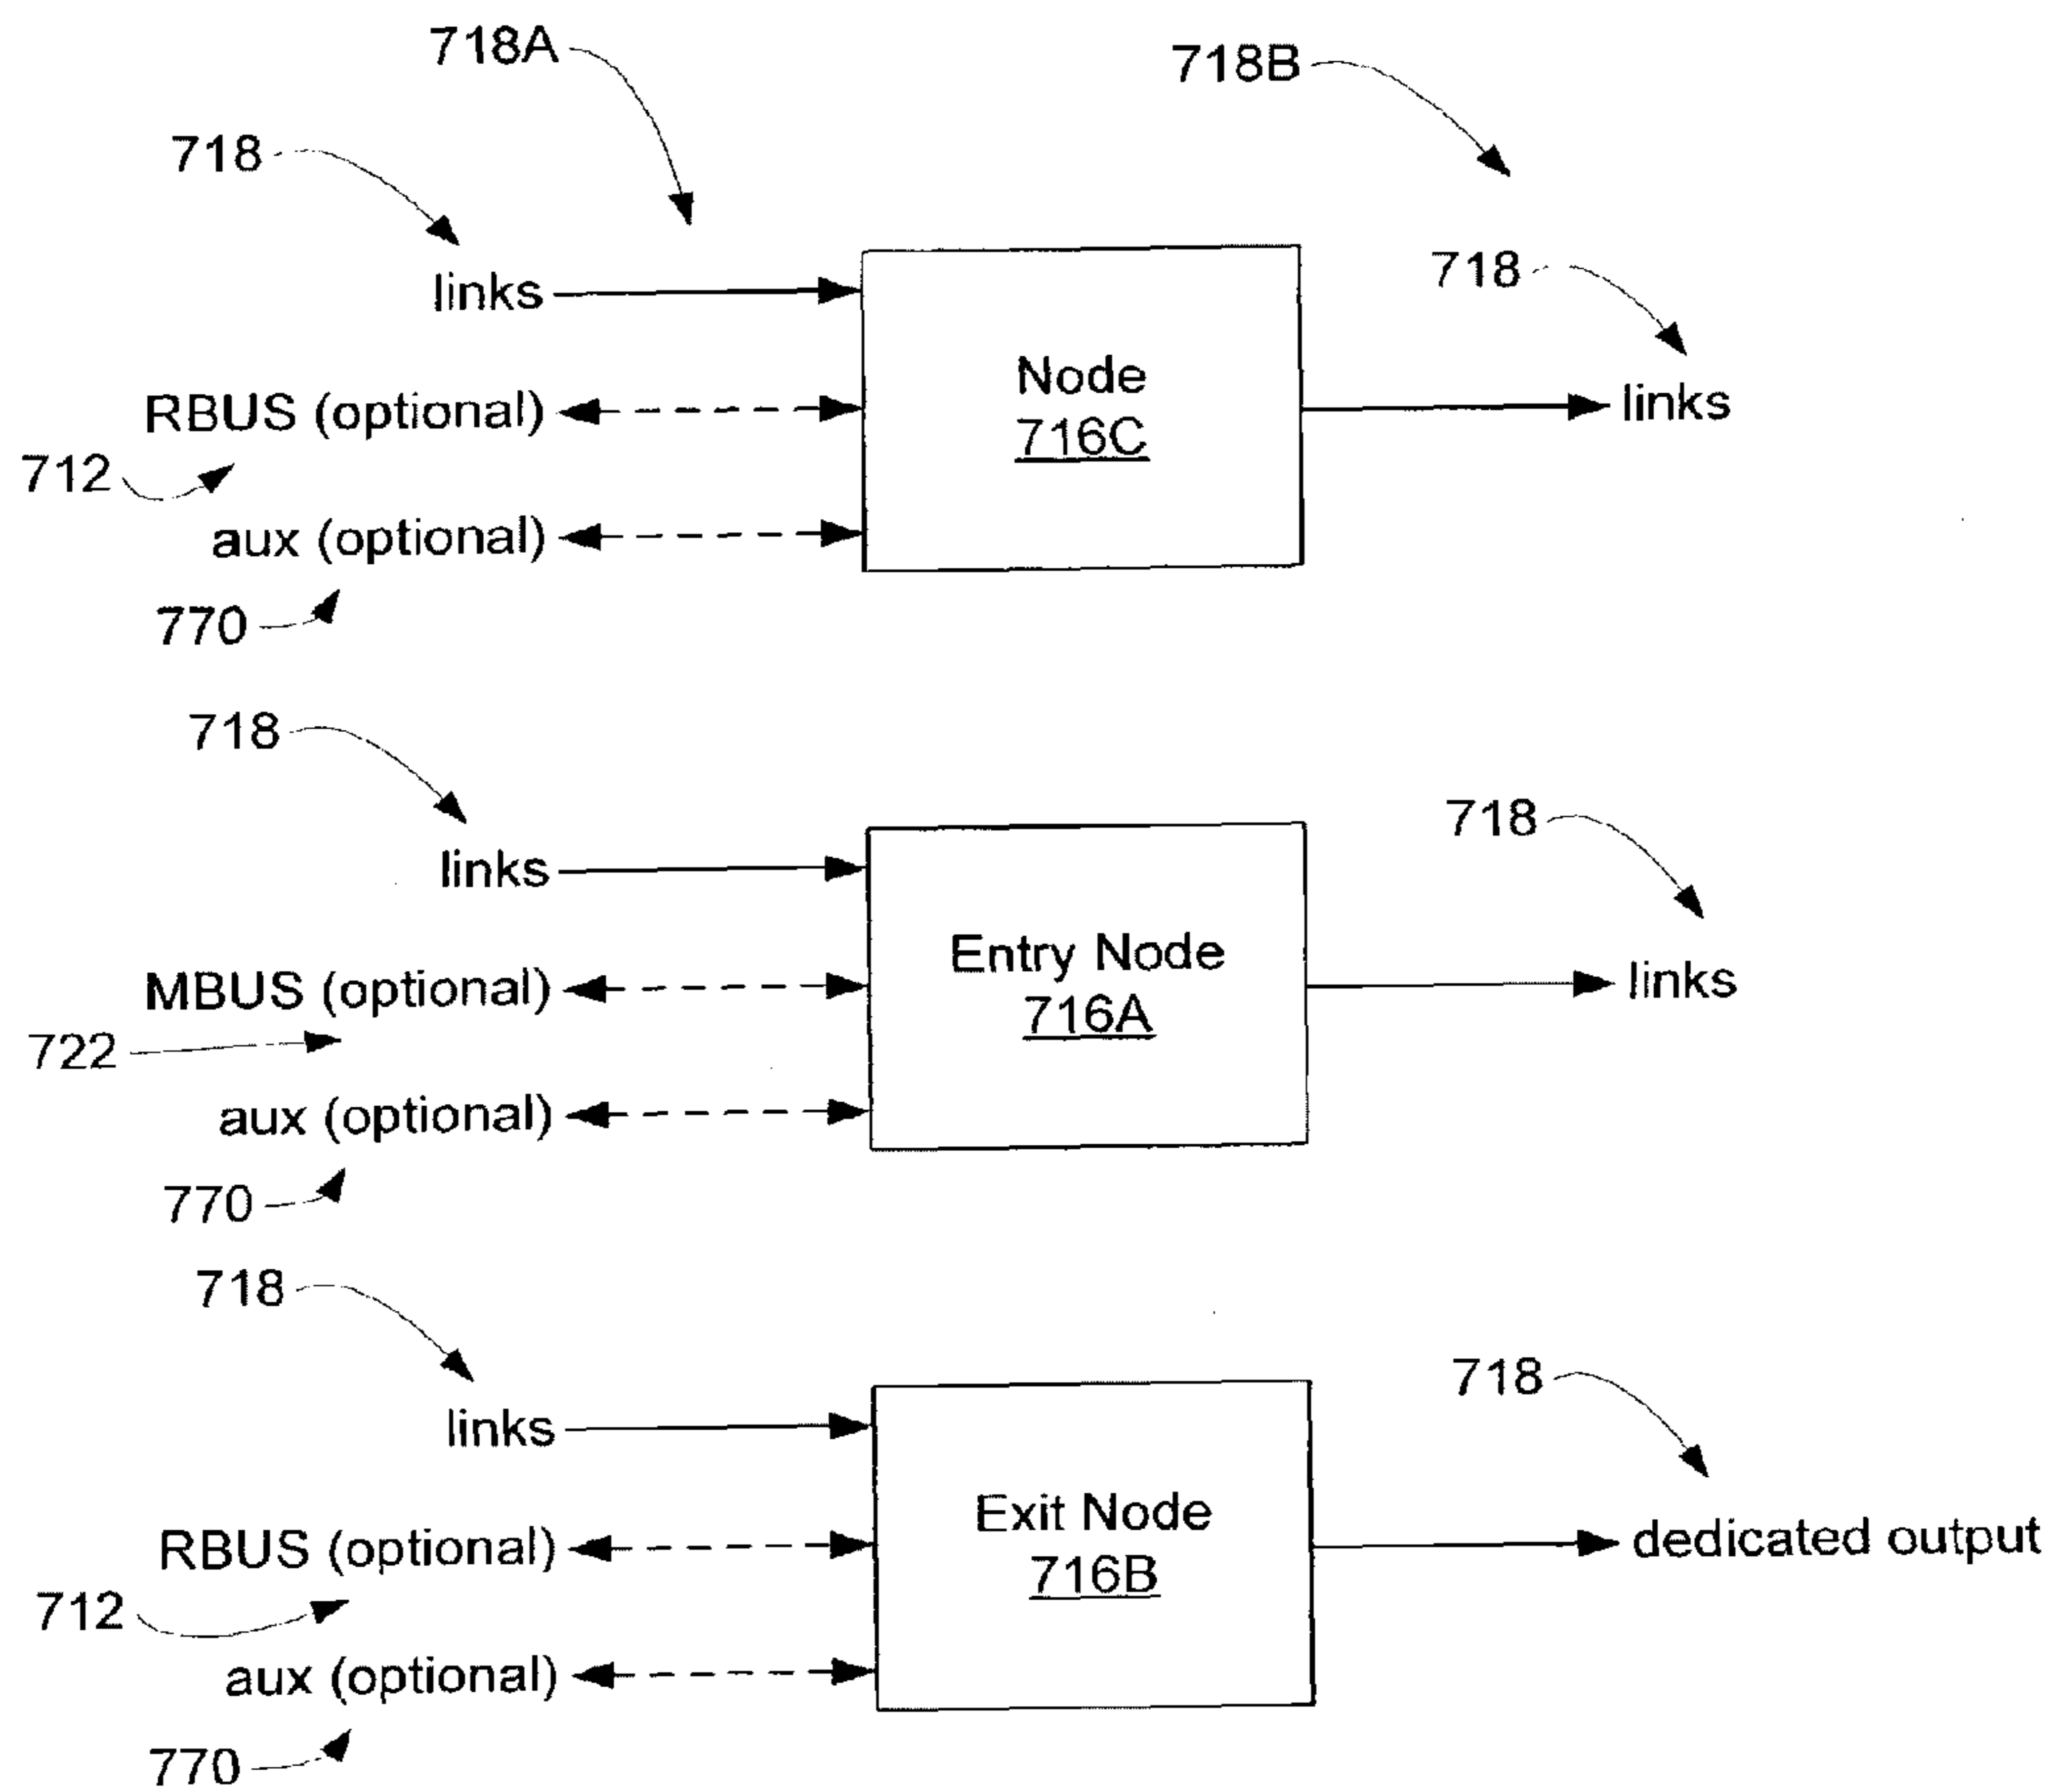 718A
718B
718
718
links
Node
716C
links
RBUS (optional)
712
aux (optional)
770
718
718
links
Entry Node
716A
links
MBUS (optional)
722
aux (optional)
770
718
718
links
Exit Node
716B
dedicated output
RBUS (optional)
712
aux (optional)
770